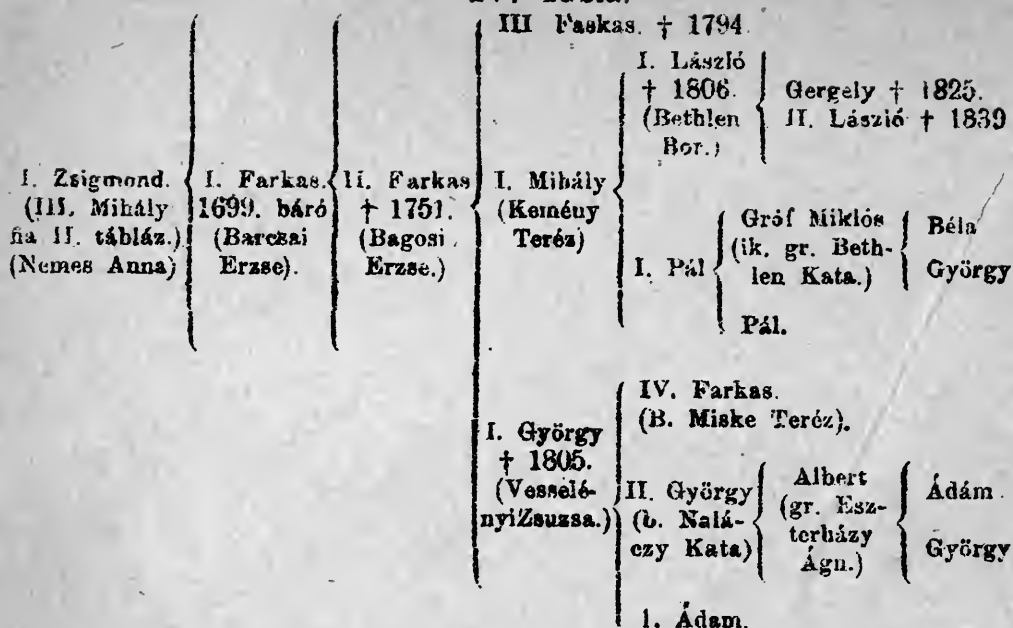 III Faskas. † 1794.
I. Zsigmond.
(III. Mihály
fia II. tábláz.)
(Nemes Anna)
I. Farkas.
1699. báró
(Barcsai
Erzse).
II. Farkas
† 1751.
(Bagosi
Erzse.)
I. Mihály
(Kemény
Teréz)
I. László
† 1806.
(Bethlen
Bor.)
Gergely † 1825.
II. László † 1839
I. Pál
Gróf Miklós
(ik. gr. Beth-
len Kata.)
Béla
György
Pál.
I. György
† 1805.
(Vesselé-
nyi Zsuzsa.)
IV. Farkas.
(B. Miske Teréz).
II. György
(b. Nalá-
czy Kata)
Albert
(gr. Esz-
terházy
Ágn.)
Ádám.
György
1. Ádam.